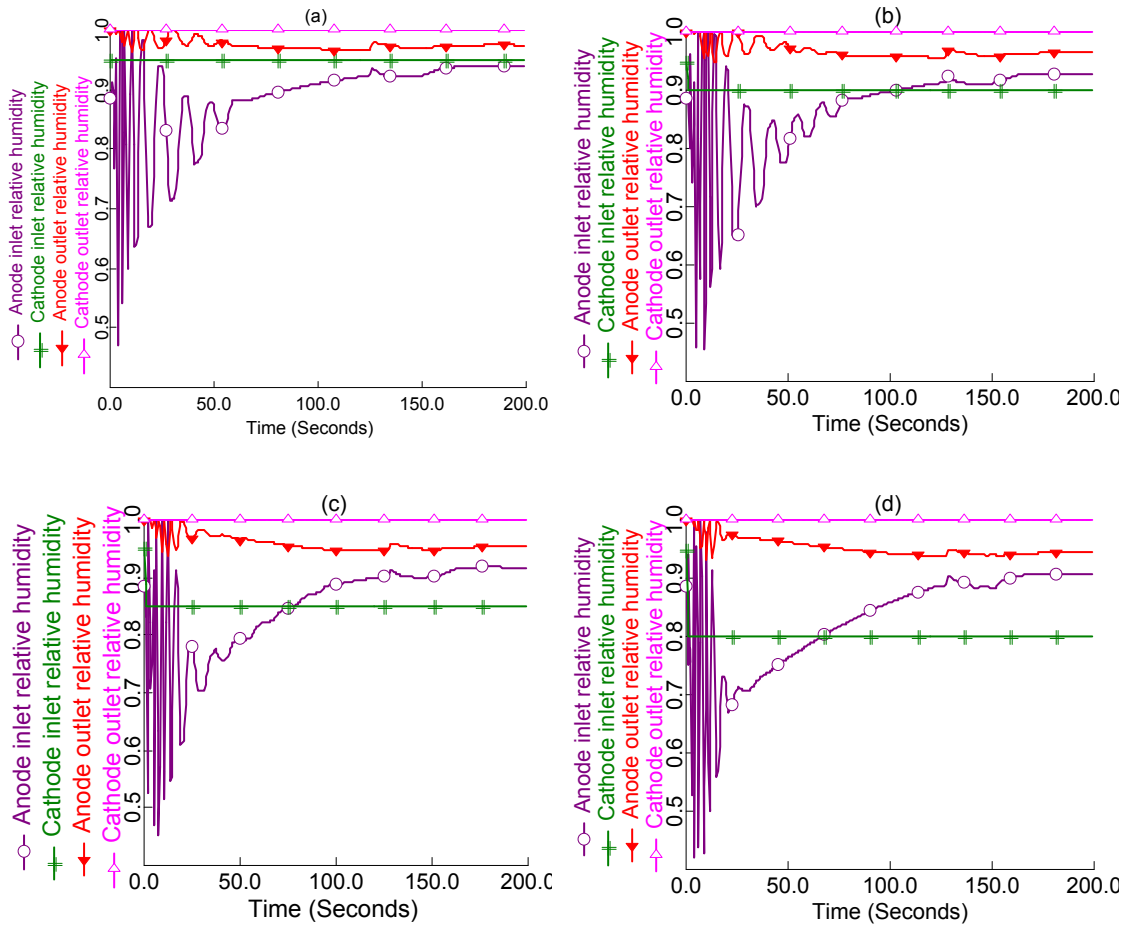 (a)
Anode inlet relative humidity
Cathode inlet relative humidity
Anode outlet relative humidity
Cathode outlet relative humidity
1.0
0.9
0.8
0.7
0.6
0.5
0.0 50.0 100.0 150.0 200.0
Time (Seconds)
(b)
Anode inlet relative humidity
Cathode inlet relative humidity
Anode outlet relative humidity
Cathode outlet relative humidity
1.0
0.9
0.8
0.7
0.6
0.5
0.0 50.0 100.0 150.0 200.0
Time (Seconds)
(c)
Anode inlet relative humidity
Cathode inlet relative humidity
Anode outlet relative humidity
Cathode outlet relative humidity
1.0
0.9
0.8
0.7
0.6
0.5
0.0 50.0 100.0 150.0 200.0
Time (Seconds)
(d)
Anode inlet relative humidity
Cathode inlet relative humidity
Anode outlet relative humidity
Cathode outlet relative humidity
1.0
0.9
0.8
0.7
0.6
0.5
0.0 50.0 100.0 150.0 200.0
Time (Seconds)